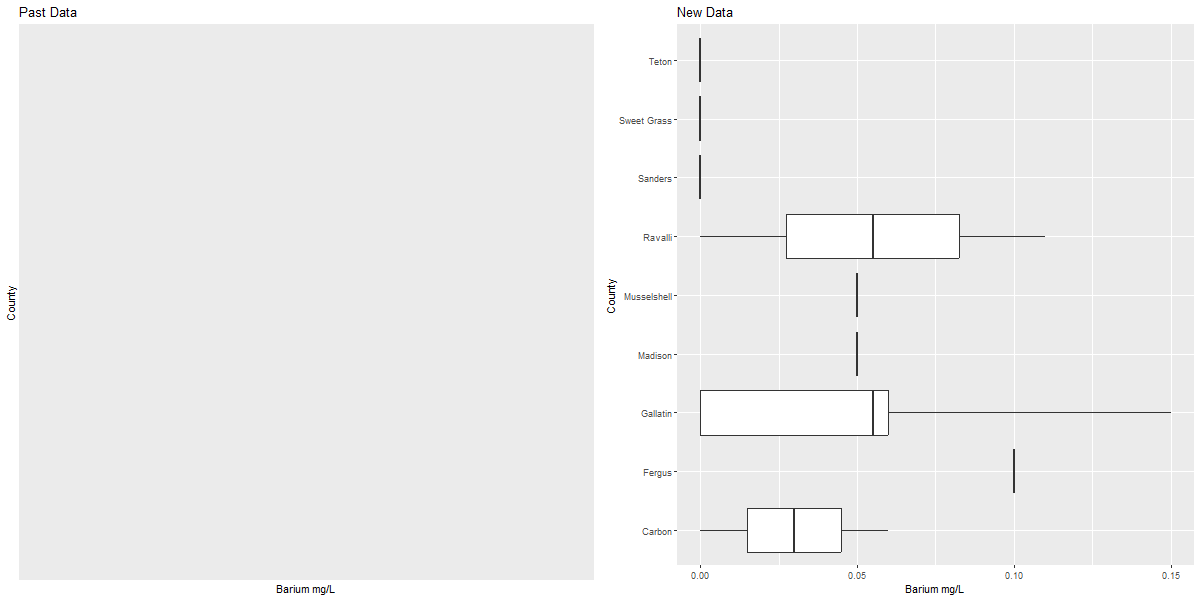 Past Data
County
Barium mg/L
New Data
County
Teton
Sweet Grass
Sanders
Ravalli
Musselshell
Madison
Gallatin
Fergus
Carbon
0.00 0.05 0.10 0.15
Barium mg/L